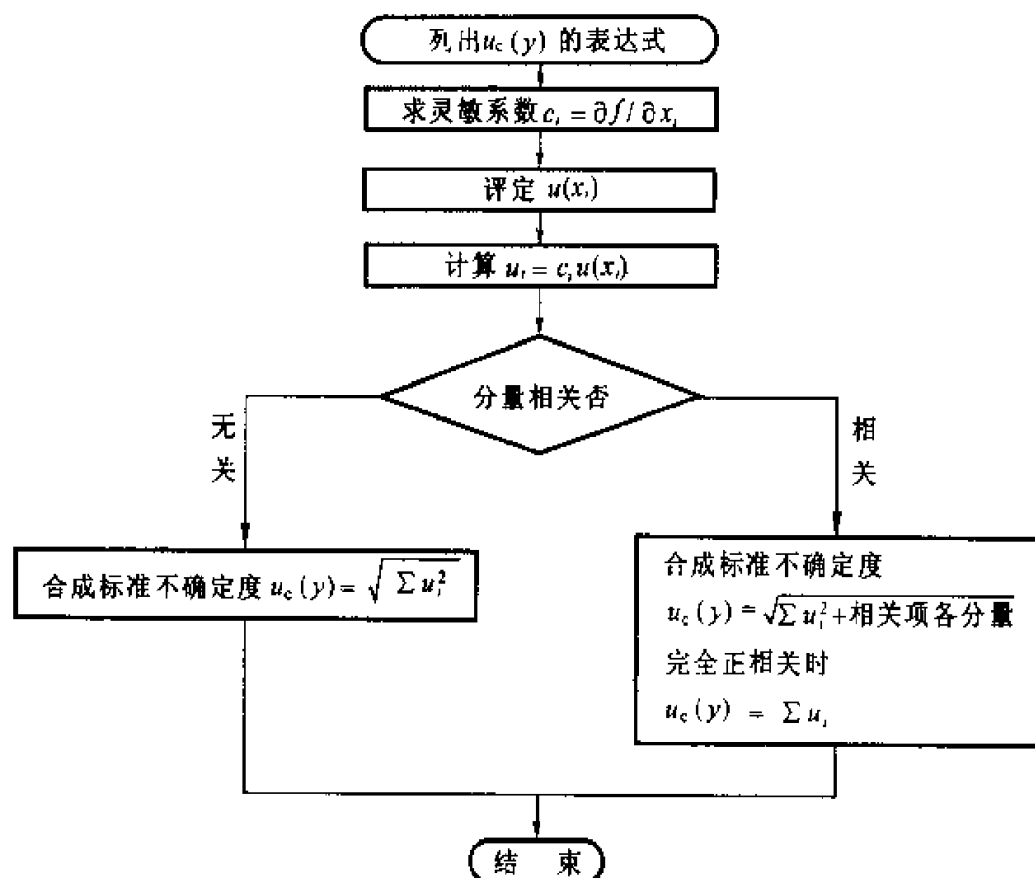 列出u_c(y) 的表达式
求灵敏系数 c_i = ∂f/∂x_i
评定 u(x_i)
计算 u_i = c_i u(x_i)
分量相关否
无关
相关
合成标准不确定度 u_c(y) = √Σu_i²
合成标准不确定度
u_c(y) = √Σu_i²+相关项各分量
完全正相关时
u_c(y) = Σu_i
结 束